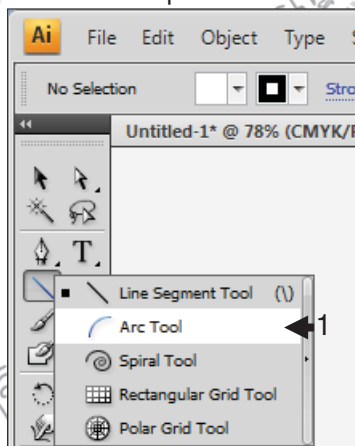 Ai File Edit Object Type
No Selection Stro
Untitled-1* @ 78% (CMYK/
T
Line Segment Tool (\)
Arc Tool 1
Spiral Tool
Rectangular Grid Tool
Polar Grid Tool